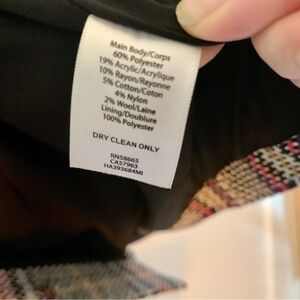 Main Body/Corps
60% Polyester
19% Acrylic/Acrylique
10% Rayon/Rayonne
5% Cotton/Coton
4% Nylon
2% Wool/Laine
Lining/Doublure
100% Polyester
DRY CLEAN ONLY
RN58665
CA57963
HA393684MI